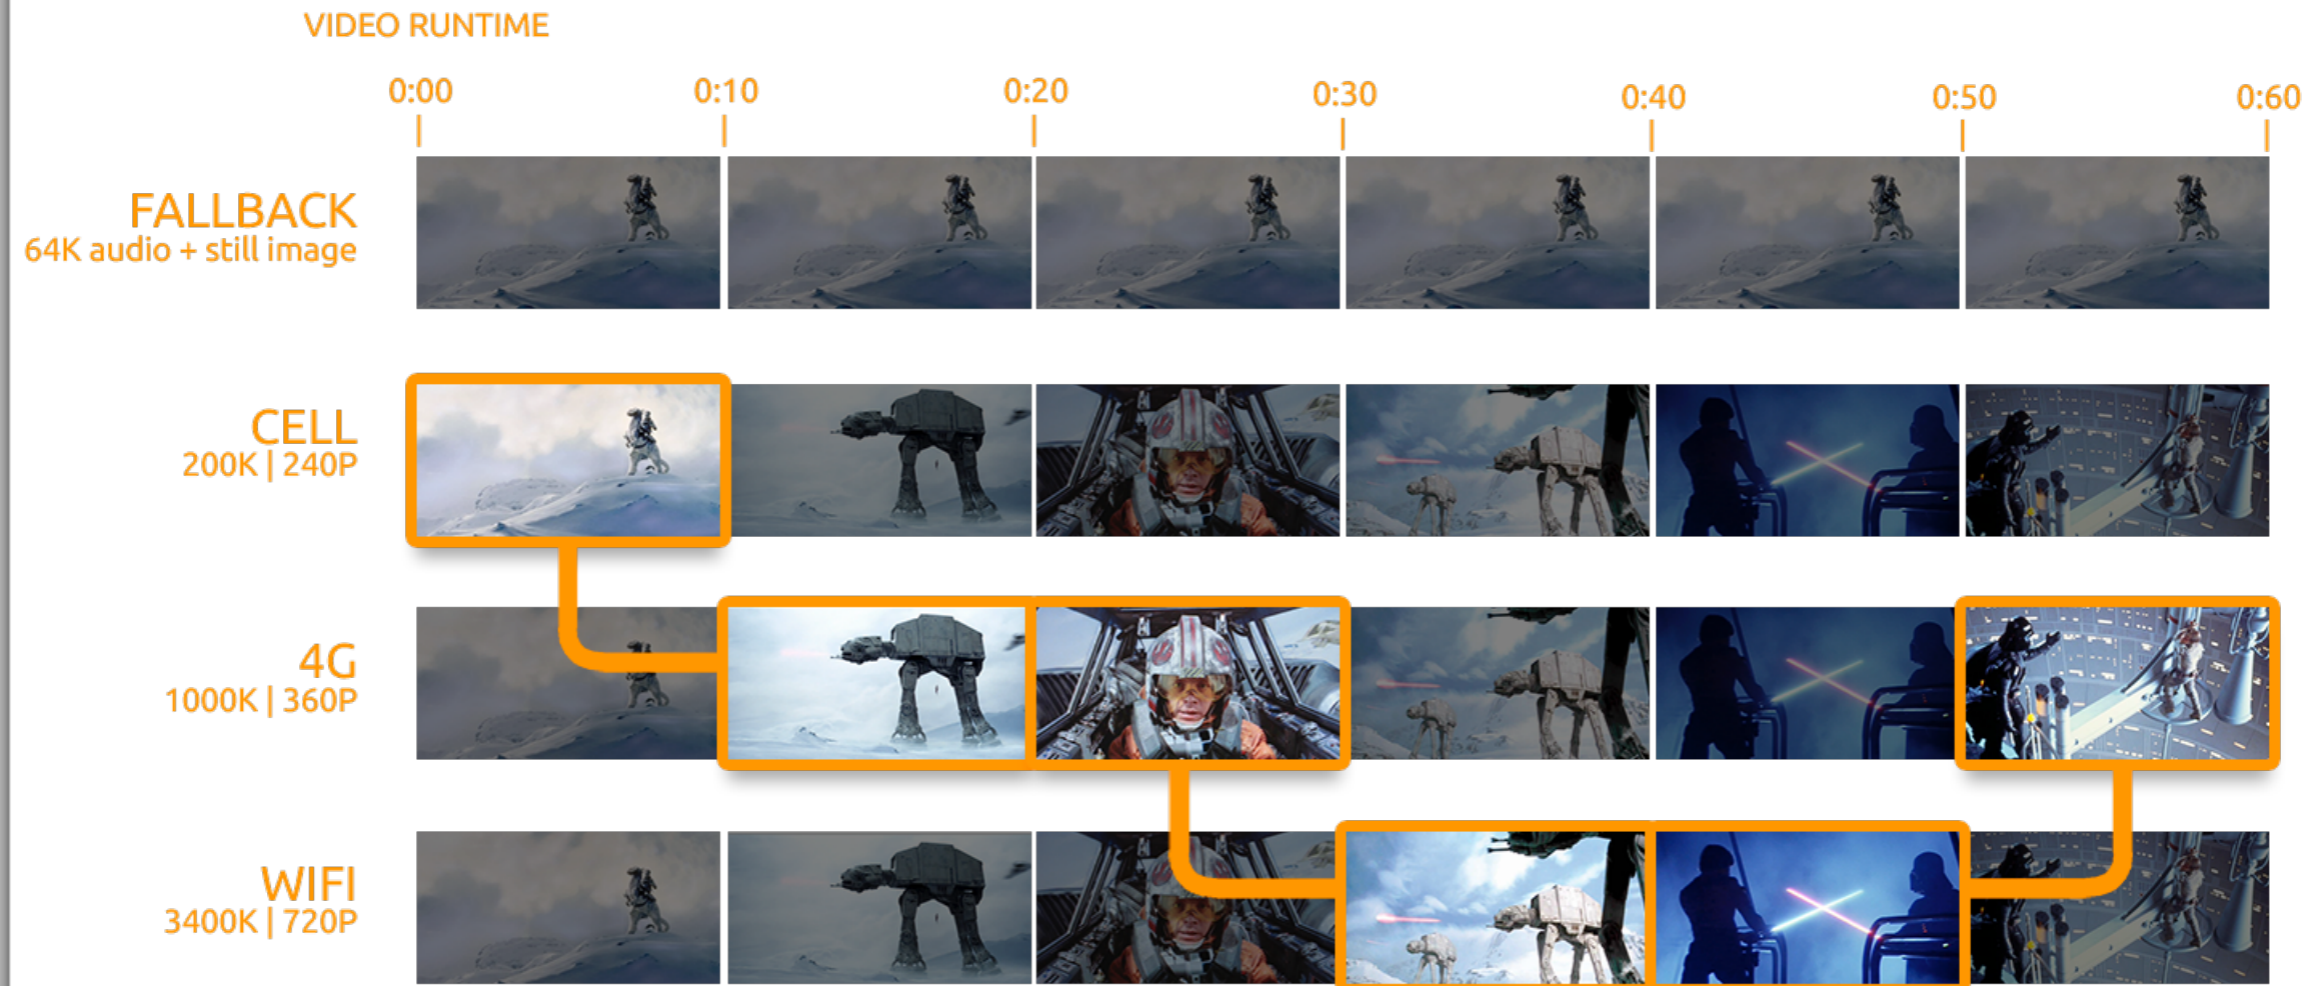 VIDEO RUNTIME
0:00 0:10 0:20 0:30 0:40 0:50 0:60
FALLBACK
64K audio + still image
CELL
200K | 240P
4G
1000K | 360P
WIFI
3400K | 720P